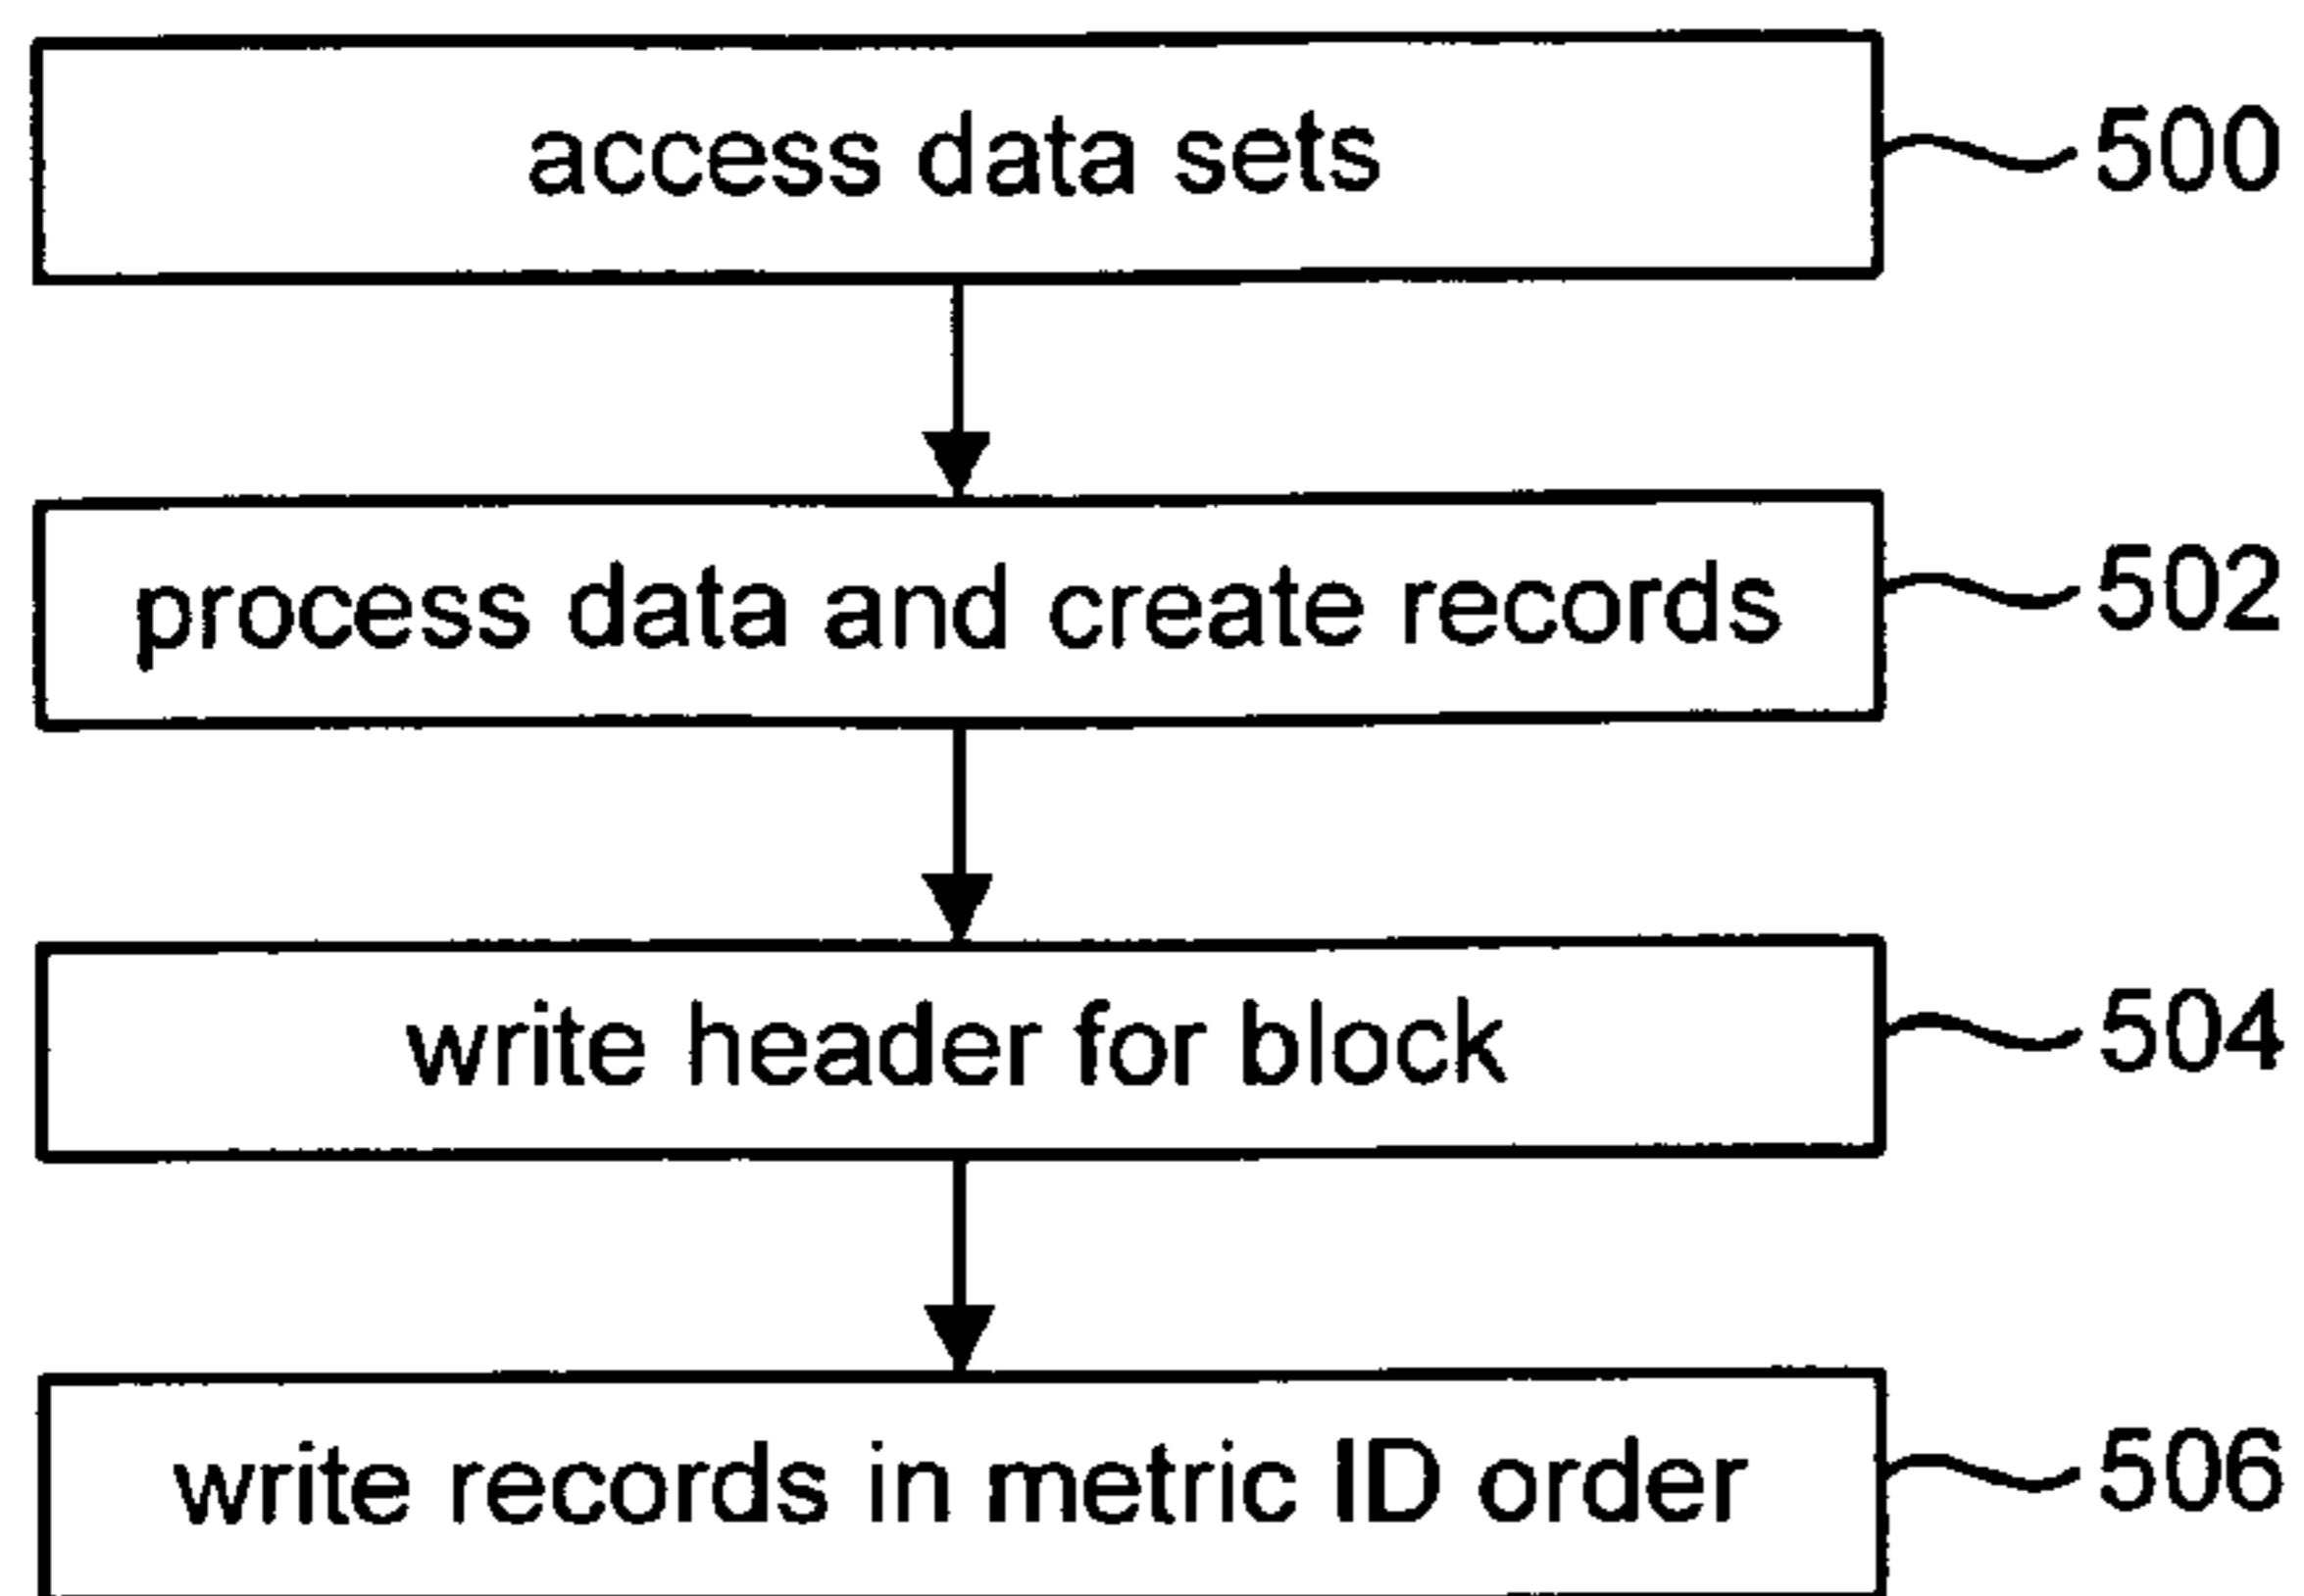 access data sets 500
process data and create records 502
write header for block 504
write records in metric ID order 506